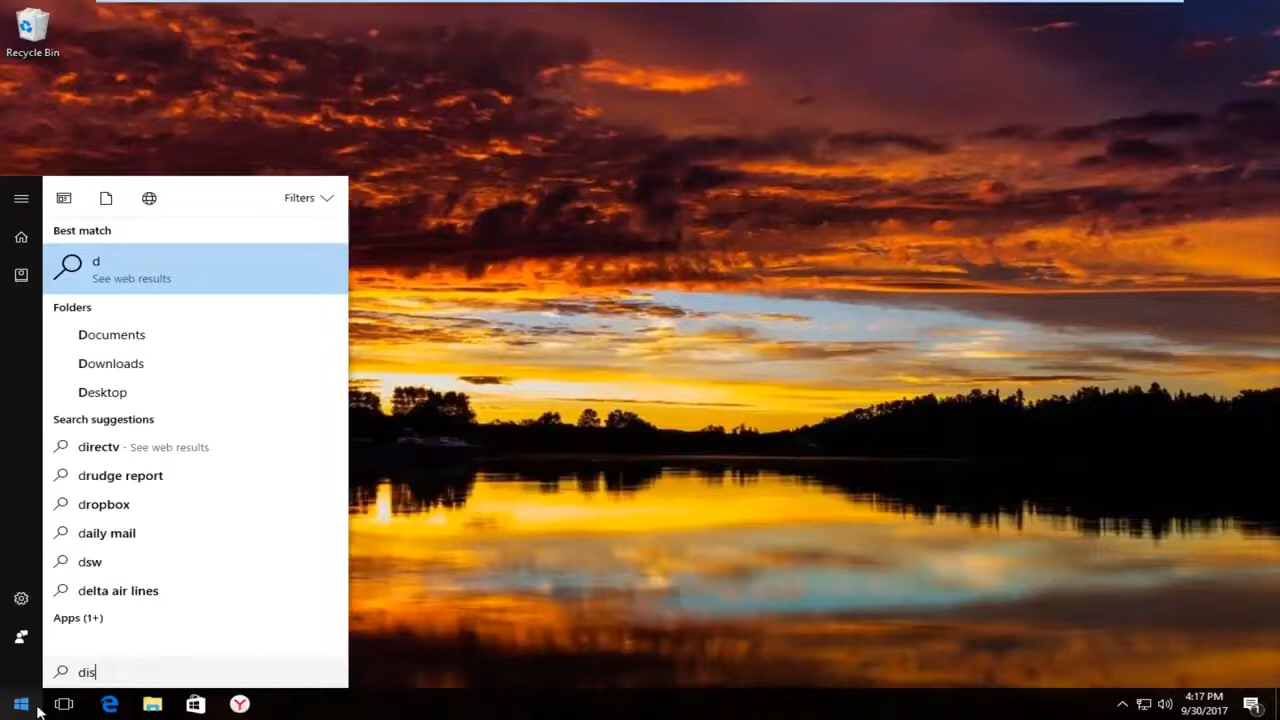 Recycle Bin
Filters
Best match
d
See web results
Folders
Documents
Downloads
Desktop
Search suggestions
directv - See web results
drudge report
dropbox
daily mail
dsw
delta air lines
Apps (1+)
dis
4:17 PM
9/30/2017
1